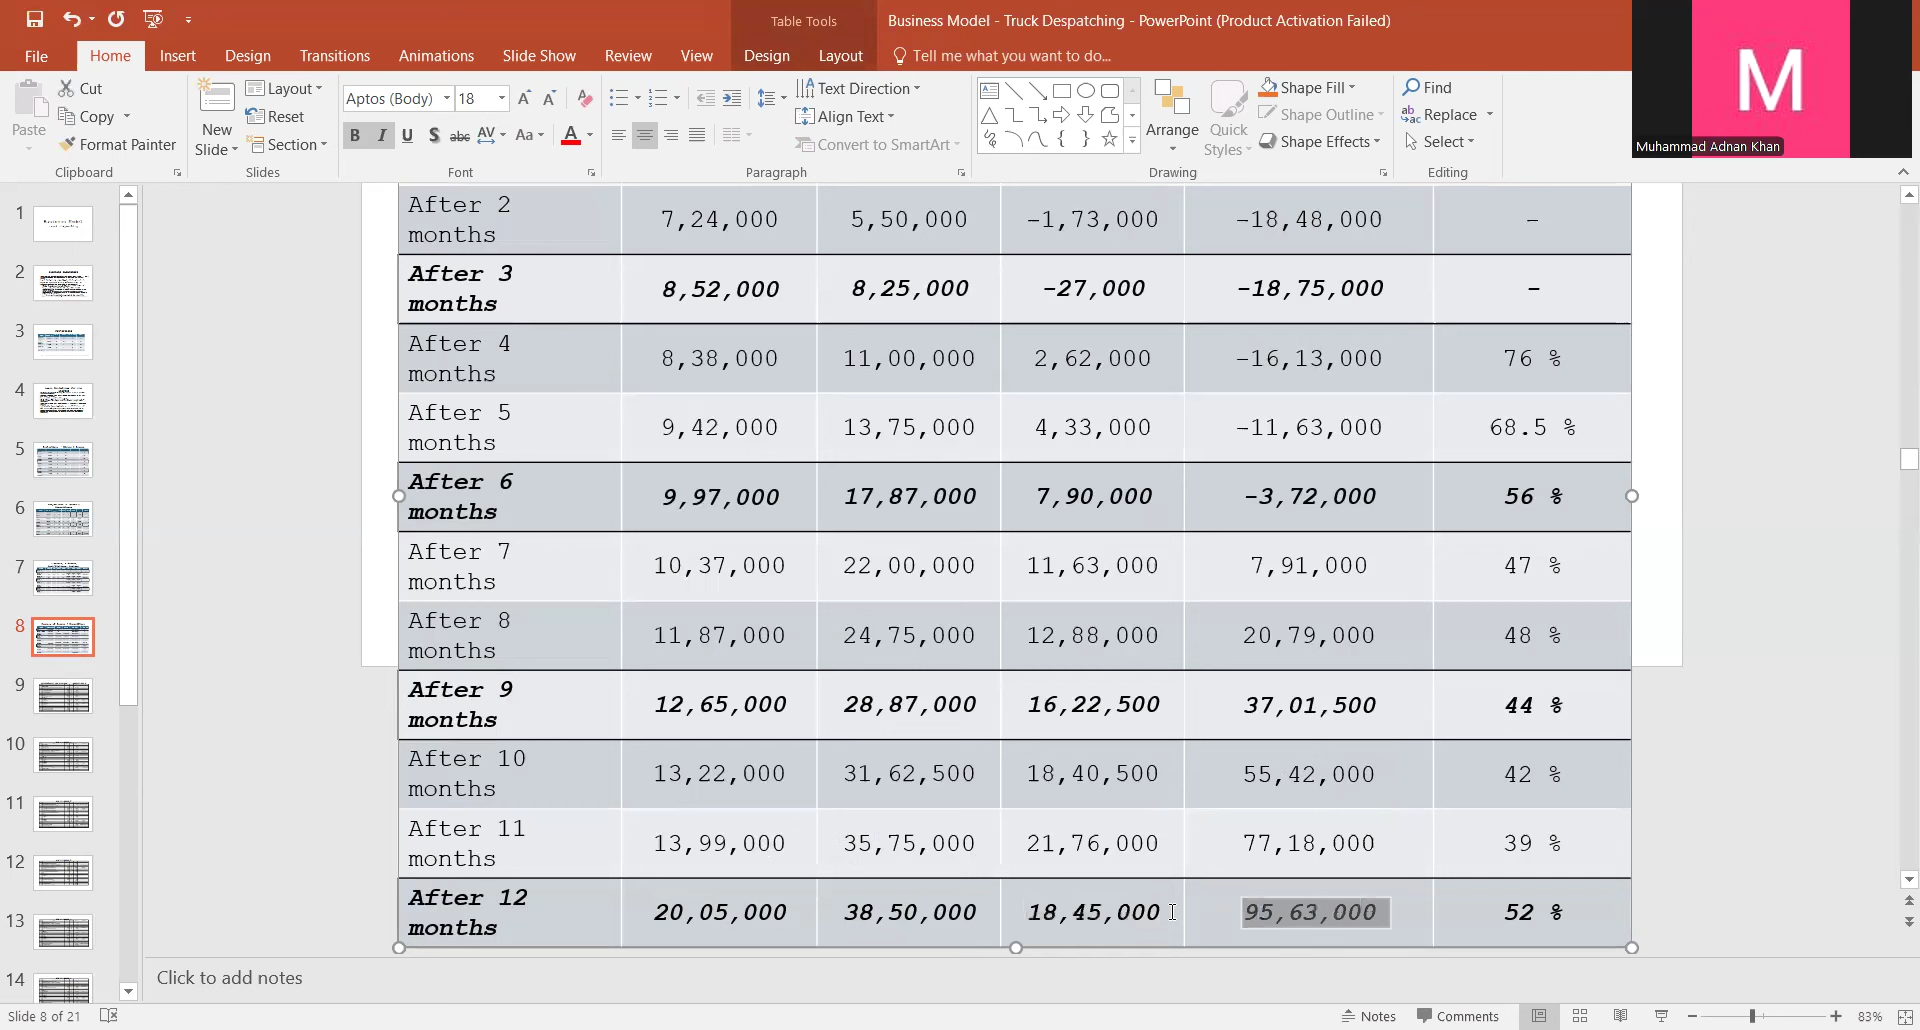 Table Tools
Business Model - Truck Despatching - PowerPoint (Product Activation Failed)
File Home Insert Design Transitions Animations Slide Show Review View Design Layout Tell me what you want to do...
Paste
Cut
Copy
Format Painter
Clipboard
New Slide
Layout
Reset
Section
Slides
Aptos (Body) 18
B I U S abc AV Aa A
Font
Text Direction
Align Text
Convert to SmartArt
Paragraph
Arrange
Quick Styles
Shape Fill
Shape Outline
Shape Effects
Drawing
Find
Replace
Select
Editing
M
Muhammad Adnan Khan
After 2 months 7,24,000 5,50,000 -1,73,000 -18,48,000 -
After 3 months 8,52,000 8,25,000 -27,000 -18,75,000 -
After 4 months 8,38,000 11,00,000 2,62,000 -16,13,000 76 %
After 5 months 9,42,000 13,75,000 4,33,000 -11,63,000 68.5 %
After 6 months 9,97,000 17,87,000 7,90,000 -3,72,000 56 %
After 7 months 10,37,000 22,00,000 11,63,000 7,91,000 47 %
After 8 months 11,87,000 24,75,000 12,88,000 20,79,000 48 %
After 9 months 12,65,000 28,87,000 16,22,500 37,01,500 44 %
After 10 months 13,22,000 31,62,500 18,40,500 55,42,000 42 %
After 11 months 13,99,000 35,75,000 21,76,000 77,18,000 39 %
After 12 months 20,05,000 38,50,000 18,45,000 95,63,000 52 %
1
2
3
4
5
6
7
8
9
10
11
12
13
14
Click to add notes
Slide 8 of 21
Notes
Comments
83%